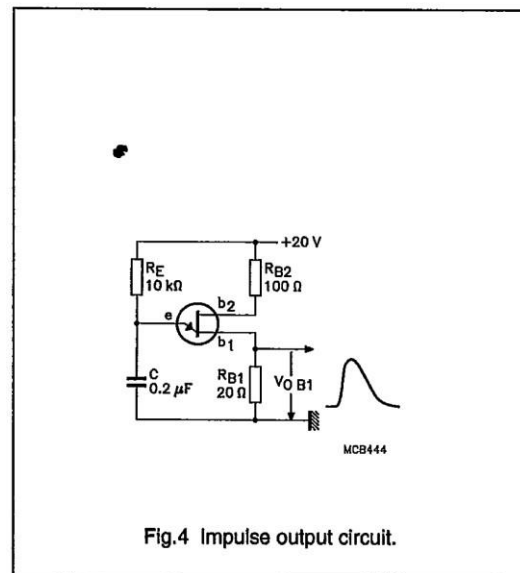 +20 V
RE
10 kΩ
RB2
100 Ω
b2
e
b1
C
0.2 µF
RB1
20 Ω
VO B1
MCB444
Fig.4 Impulse output circuit.